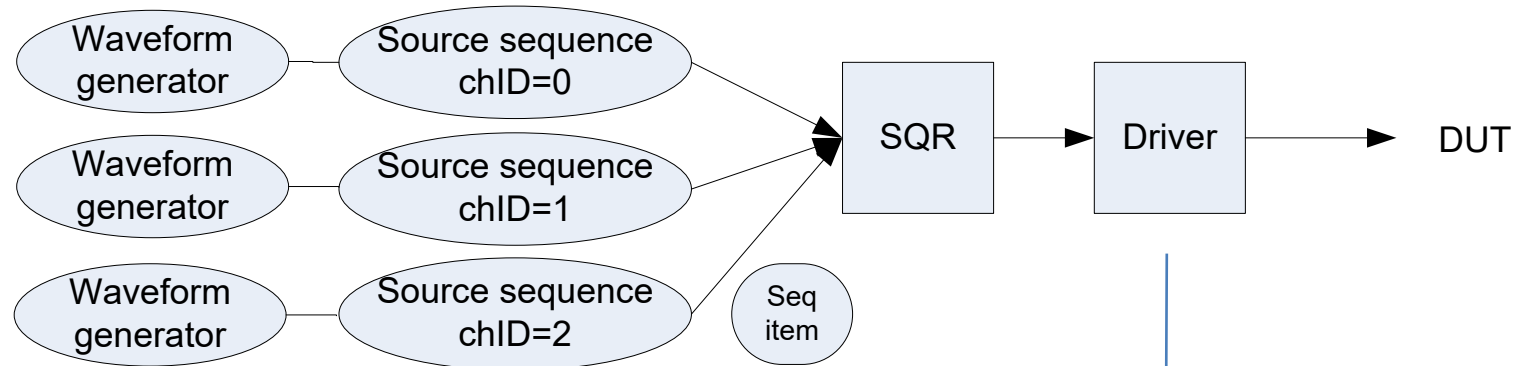 Waveform
generator
Source sequence
chID=0
Waveform
generator
Source sequence
chID=1
Waveform
generator
Source sequence
chID=2
Seq
item
SQR
Driver
DUT